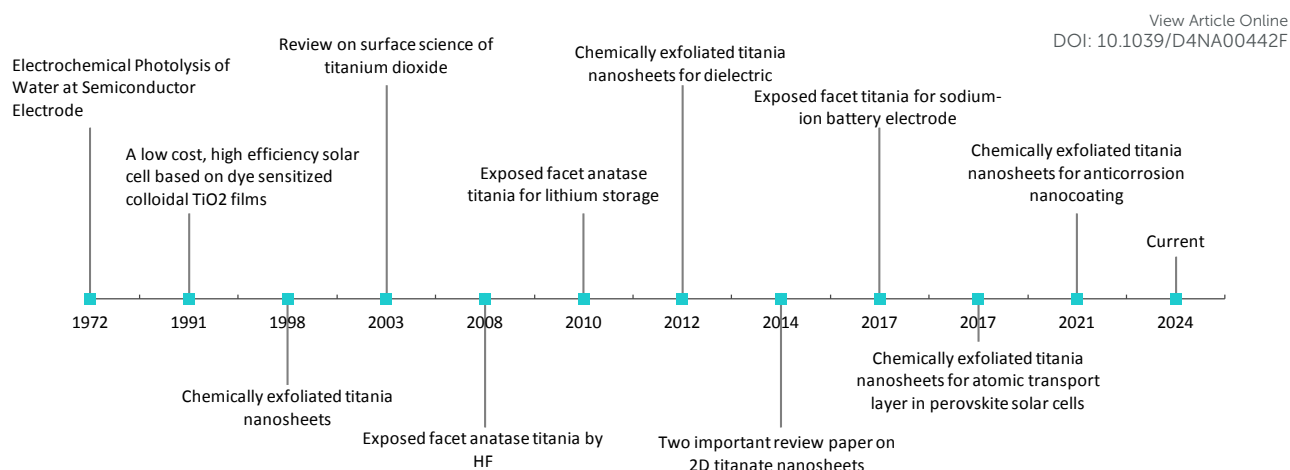 View Article Online
DOI: 10.1039/D4NA00442F
Electrochemical Photolysis of
Water at Semiconductor
Electrode
A low cost, high efficiency solar
cell based on dye sensitized
colloidal TiO2 films
Review on surface science of
titanium dioxide
Exposed facet anatase
titania for lithium storage
Chemically exfoliated titania
nanosheets for dielectric
Exposed facet titania for sodium-
ion battery electrode
Chemically exfoliated titania
nanosheets for anticorrosion
nanocoating
Current
1972 1991 1998 2003 2008 2010 2012 2014 2017 2017 2021 2024
Chemically exfoliated titania
nanosheets
Exposed facet anatase titania by
HF
Two important review paper on
2D titanate nanosheets
Chemically exfoliated titania
nanosheets for atomic transport
layer in perovskite solar cells